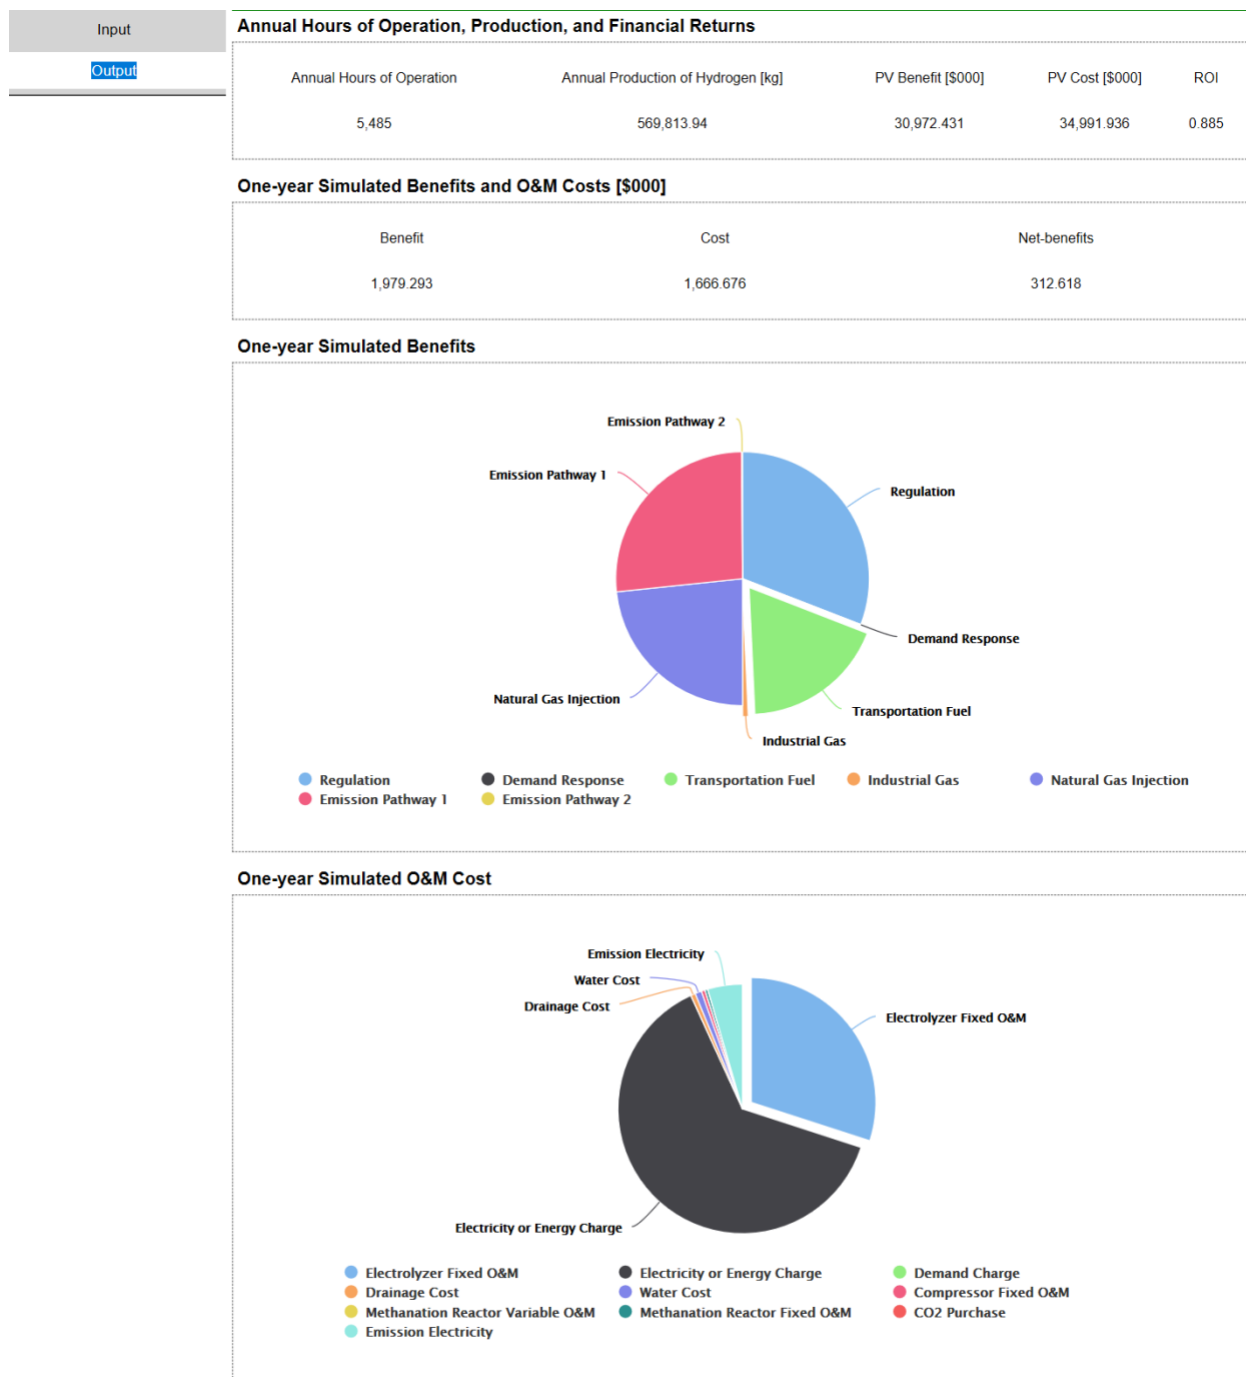 Input
Output
Annual Hours of Operation, Production, and Financial Returns
Annual Hours of Operation Annual Production of Hydrogen [kg] PV Benefit [$000] PV Cost [$000] ROI
5,485 569,813.94 30,972.431 34,991.936 0.885
One-year Simulated Benefits and O&M Costs [$000]
Benefit Cost Net-benefits
1,979.293 1,666.676 312.618
One-year Simulated Benefits
Emission Pathway 2
Emission Pathway 1
Regulation
Demand Response
Natural Gas Injection
Transportation Fuel
Industrial Gas
Regulation Demand Response Transportation Fuel Industrial Gas Natural Gas Injection
Emission Pathway 1 Emission Pathway 2
One-year Simulated O&M Cost
Emission Electricity
Water Cost
Drainage Cost
Electrolyzer Fixed O&M
Electricity or Energy Charge
Electrolyzer Fixed O&M Electricity or Energy Charge Demand Charge
Drainage Cost Water Cost Compressor Fixed O&M
Methanation Reactor Variable O&M Methanation Reactor Fixed O&M CO2 Purchase
Emission Electricity